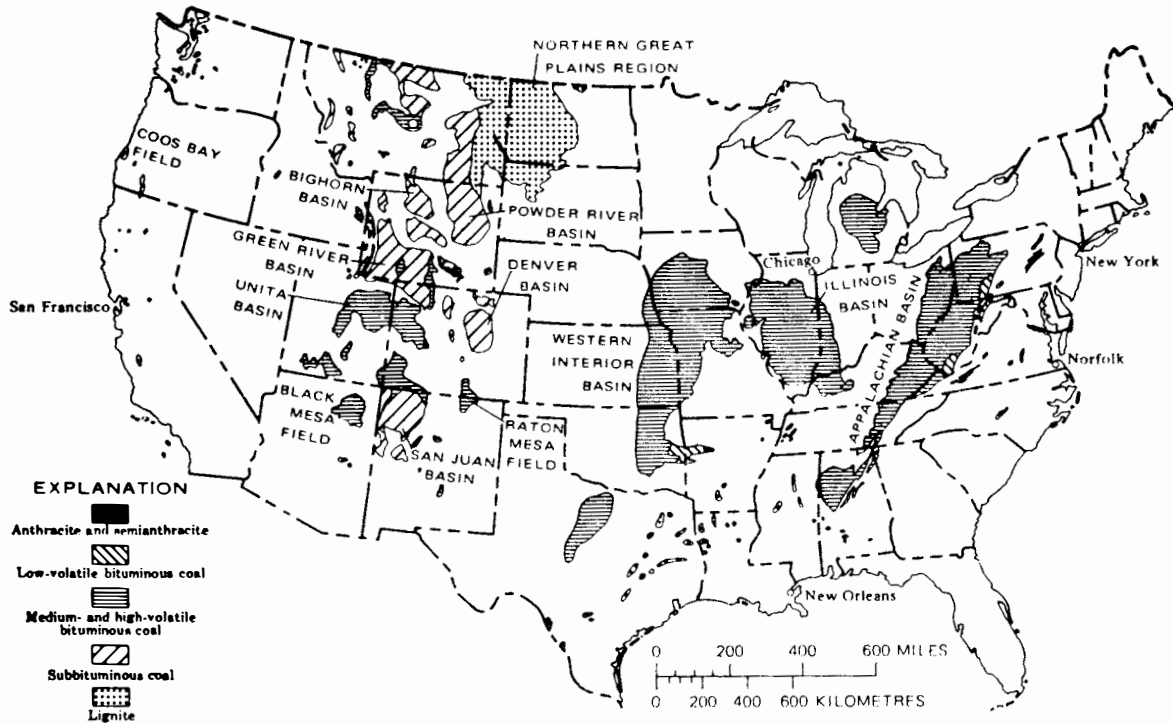 NORTHERN GREAT
PLAINS REGION
COOS BAY
FIELD
BIGHORN
BASIN
POWDER RIVER
BASIN
GREEN RIVER
BASIN
DENVER
BASIN
UNITA
BASIN
San Francisco
Chicago
ILLINOIS
BASIN
New York
APPALACHIAN BASIN
Norfolk
WESTERN
INTERIOR
BASIN
BLACK
MESA
FIELD
RATON
MESA
FIELD
SAN JUAN
BASIN
New Orleans
EXPLANATION
Anthracite and semianthracite
Low-volatile bituminous coal
Medium- and high-volatile
bituminous coal
Subbituminous coal
Lignite
0 200 400 600 MILES
0 200 400 600 KILOMETRES